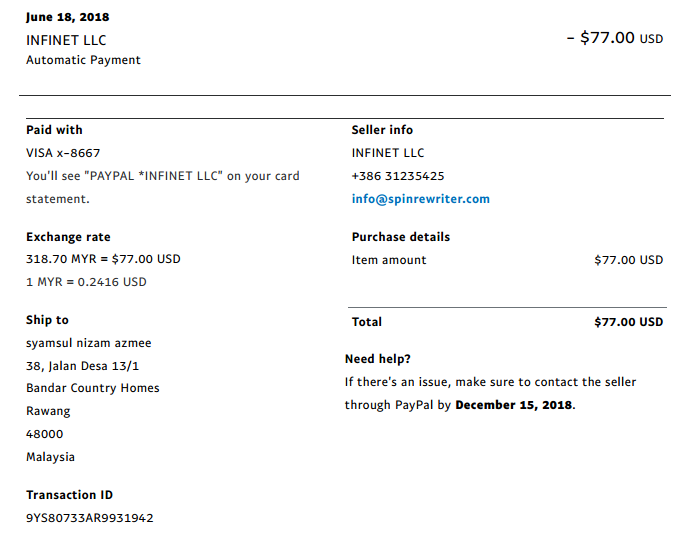 June 18, 2018
INFINET LLC
- $77.00 USD
Automatic Payment
Paid with
VISA x-8667
You'll see "PAYPAL *INFINET LLC" on your card
statement.
Exchange rate
318.70 MYR = $77.00 USD
1 MYR = 0.2416 USD
Ship to
syamsul nizam azmee
38, Jalan Desa 13/1
Bandar Country Homes
Rawang
48000
Malaysia
Transaction ID
9YS80733AR9931942
Seller info
INFINET LLC
+386 31235425
info@spinrewriter.com
Purchase details
Item amount $77.00 USD
Total $77.00 USD
Need help?
If there's an issue, make sure to contact the seller
through PayPal by December 15, 2018.